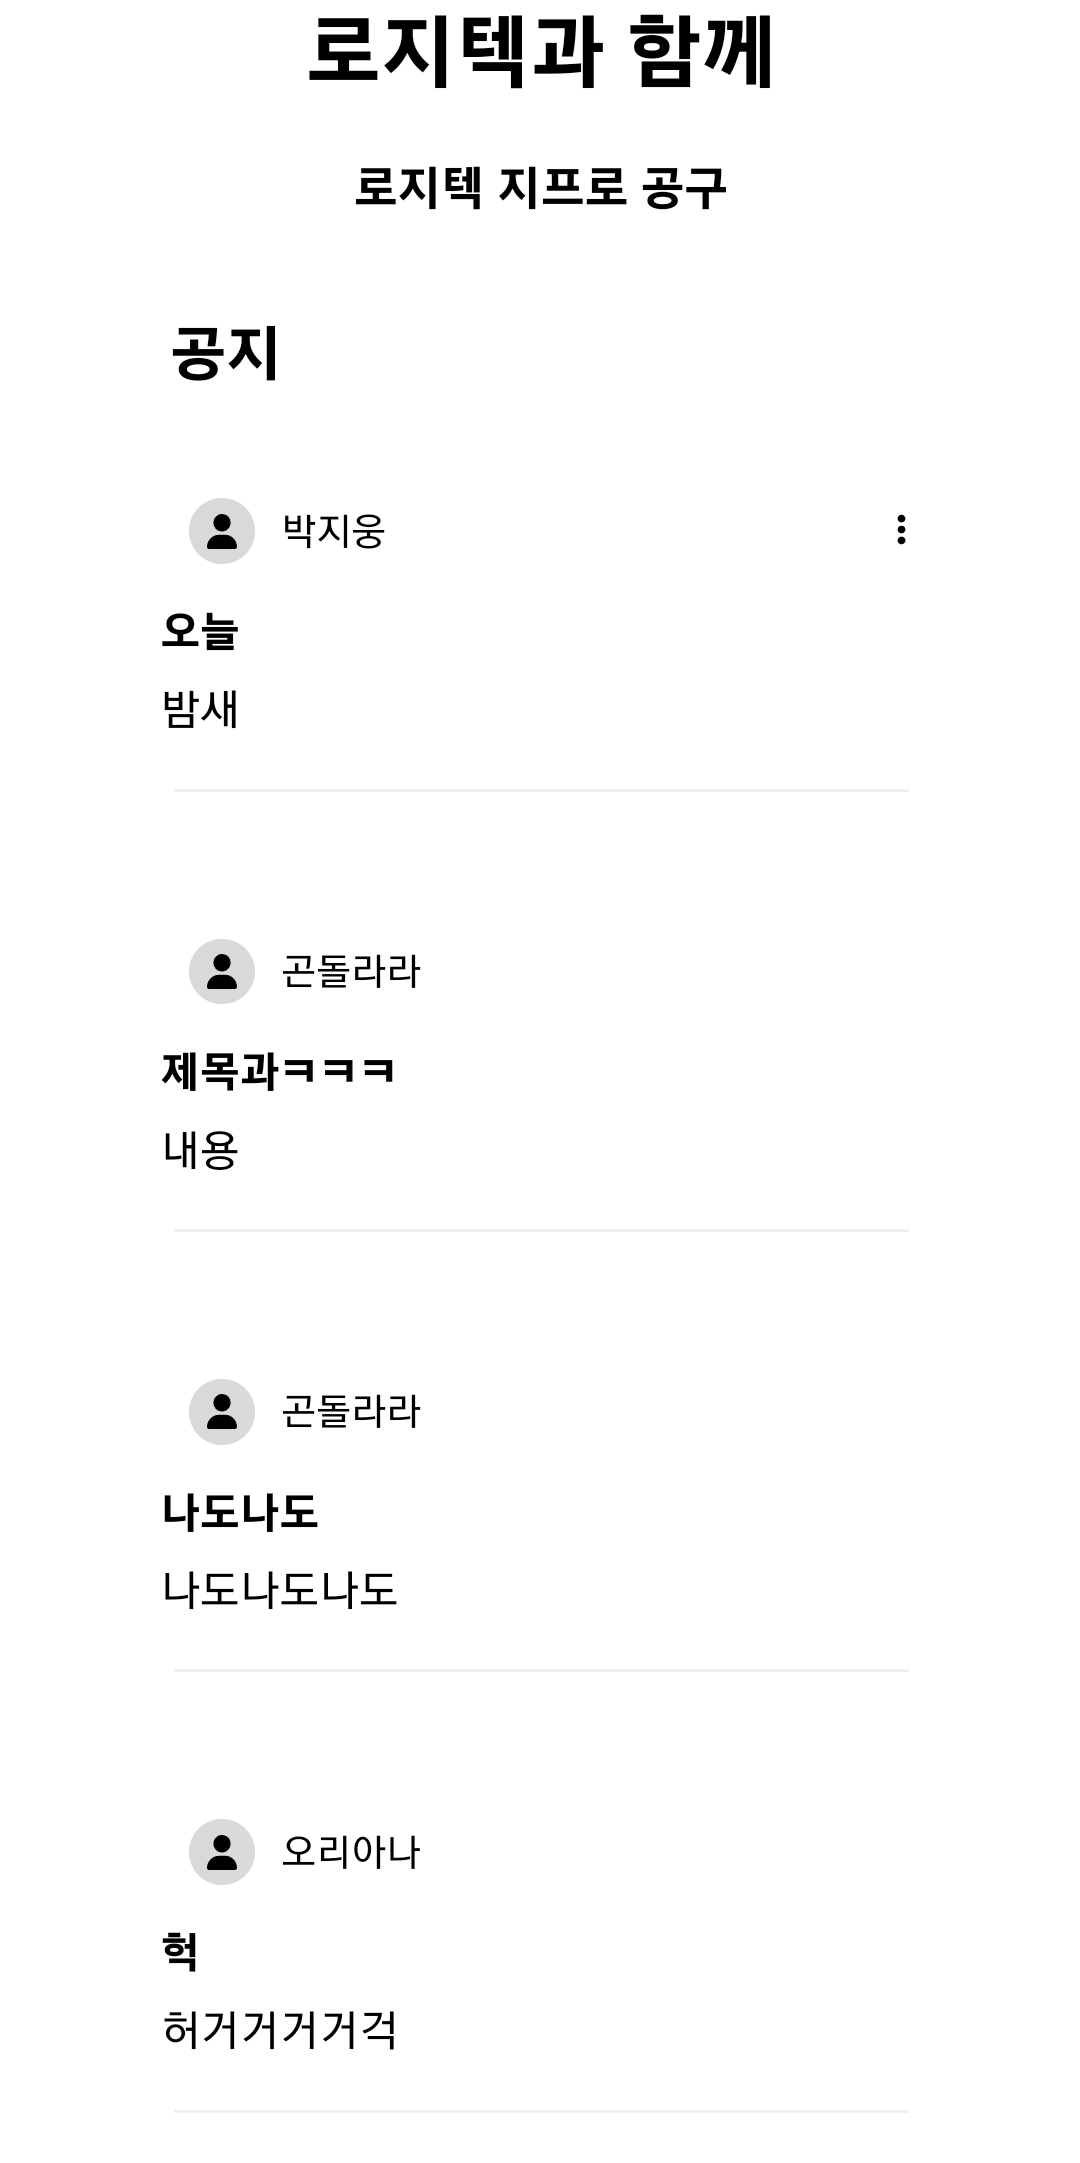 로지텍과 함께
로지텍 지프로 공구
공지
박지웅
오늘
밤새
곤돌라라
제목과ㅋㅋㅋ
내용
곤돌라라
나도나도
나도나도나도
오리아나
헉
허거거거거걱